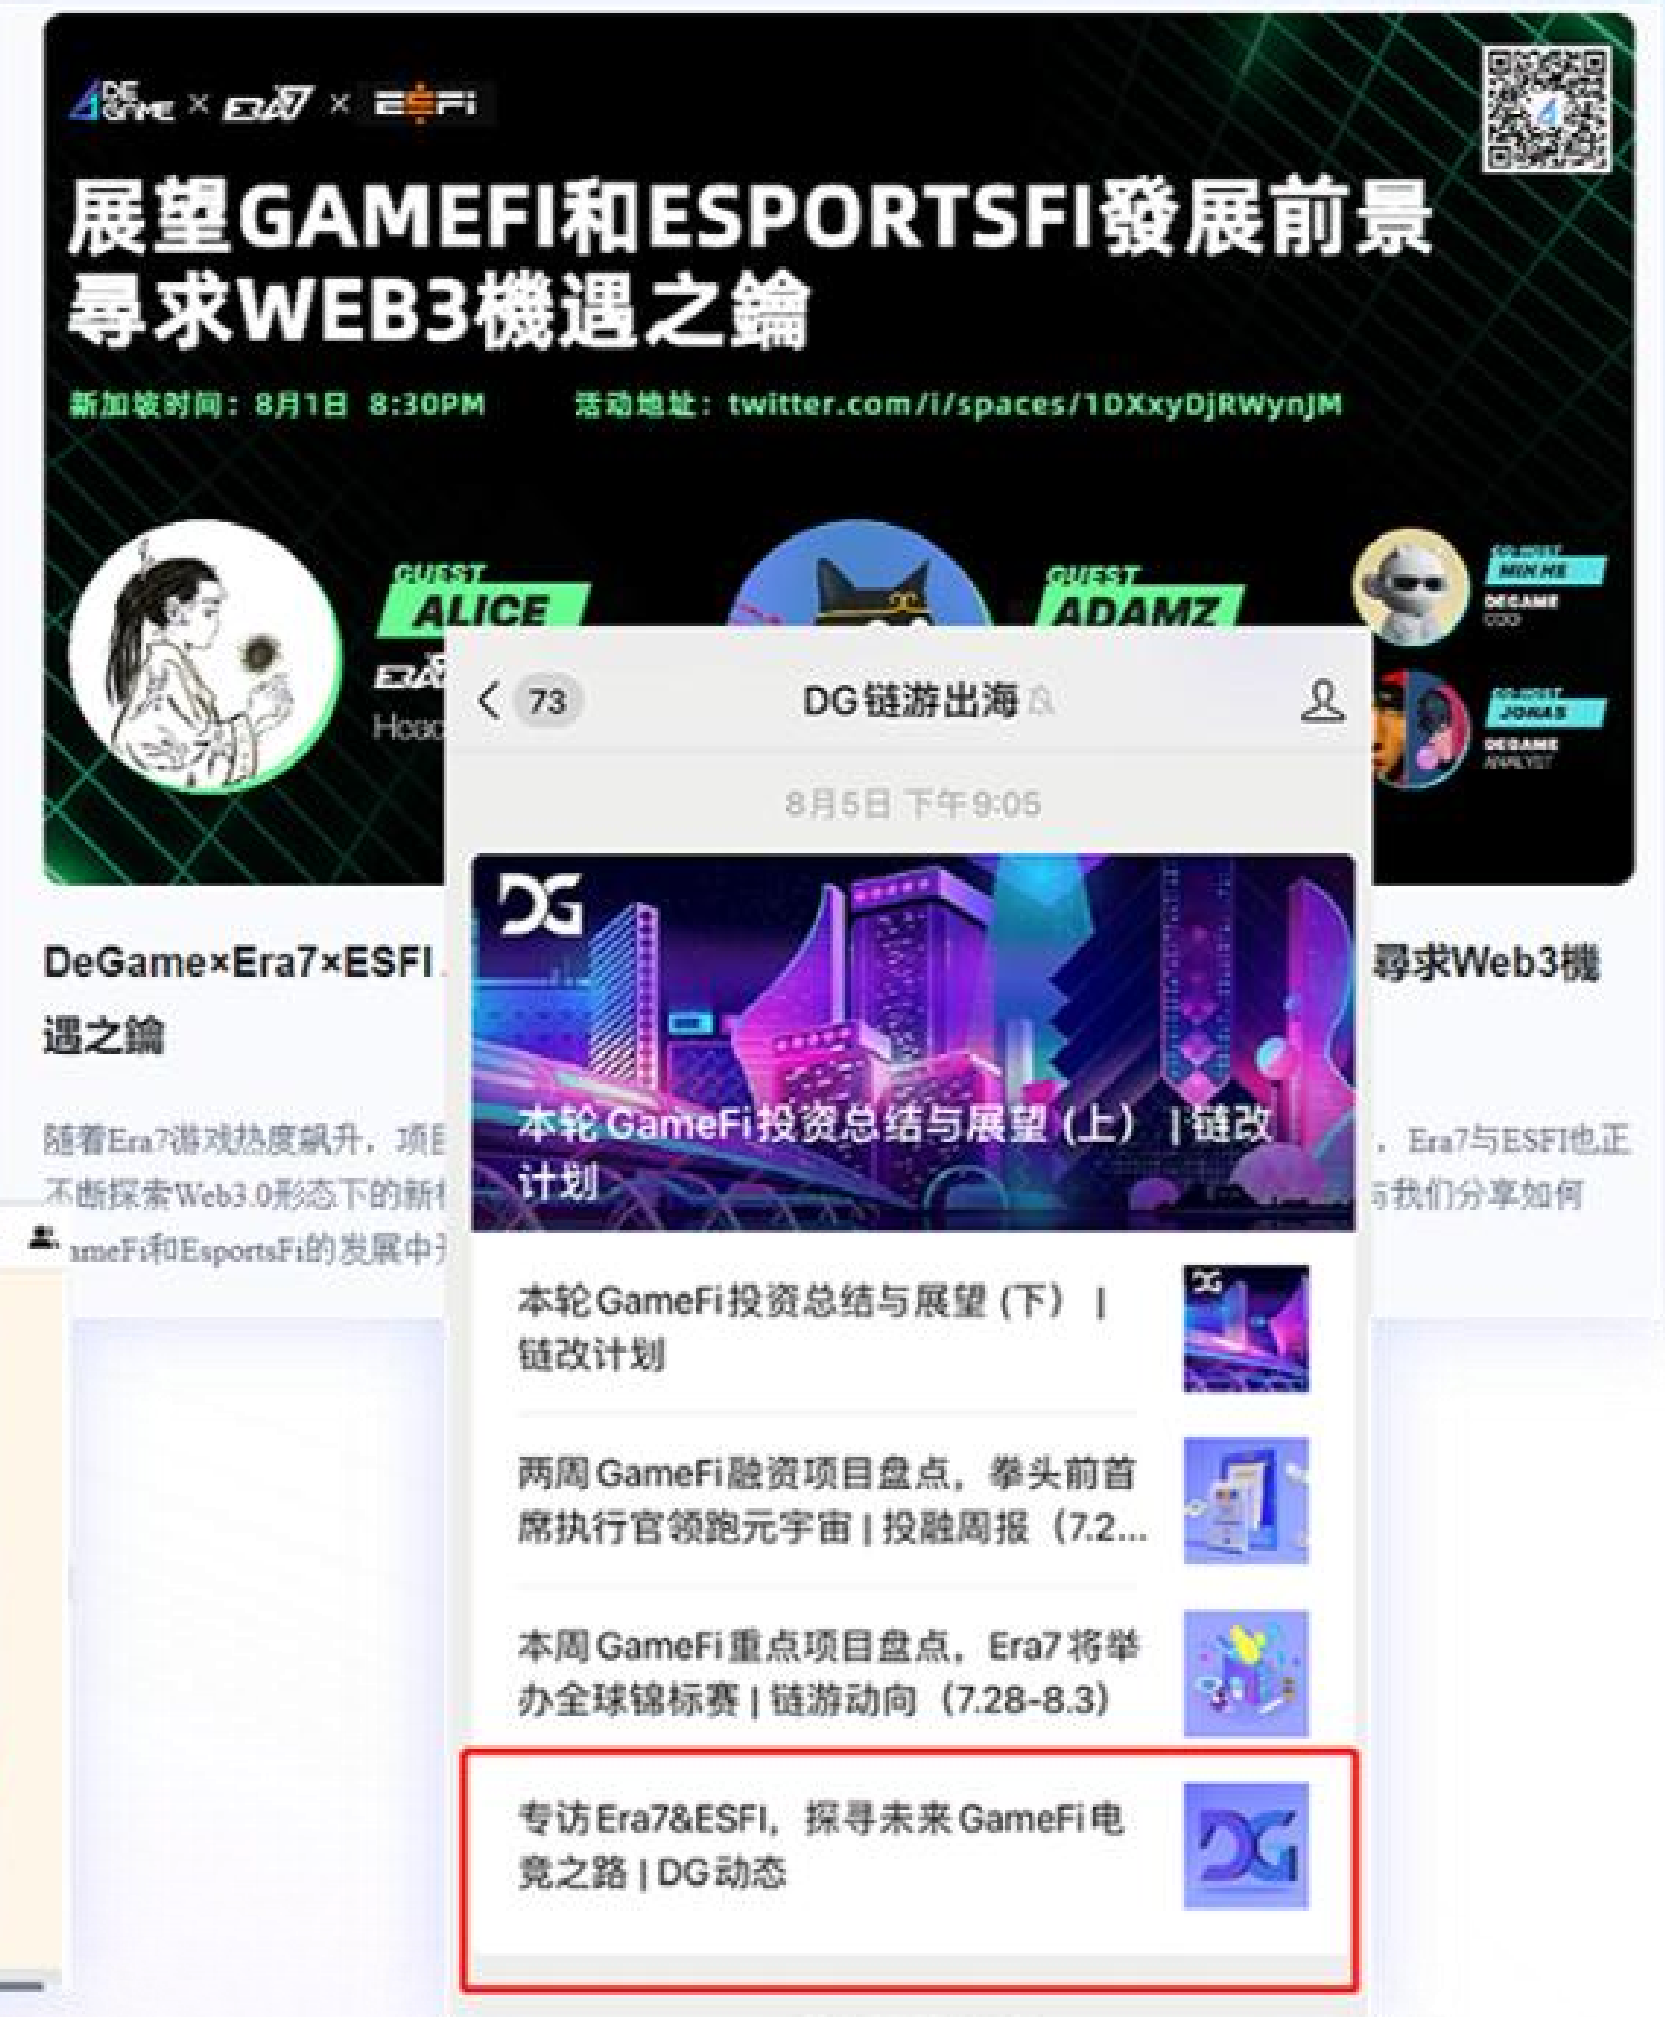 DE GAME × ERA7 × ESFi
展望GAMEFI和ESPORTSFI發展前景
尋求WEB3機遇之鑰
新加坡时间：8月1日 8:30PM 活动地址：twitter.com/i/spaces/1DXxyDjRWynJM
GUEST
ALICE
GUEST
ADAMZ
CO-HOST
MIKHE
DEGAME
COO
CO-HOST
JONAS
DEGAME
ANALYST
ERA7
Head
DeGame×Era7×ESFI
尋求Web3機
遇之鑰
随着Era7游戏热度飙升，项目
，Era7与ESFI也正
不断探索Web3.0形态下的新
与我们分享如何
ameFi和EsportsFi的发展中
73
DG链游出海
8月5日 下午9:05
DG
本轮GameFi投资总结与展望 (上） | 链改
计划
本轮GameFi投资总结与展望 (下） |
链改计划
DG
两周GameFi融资项目盘点，拳头前首
席执行官领跑元宇宙 | 投融周报（7.2...
本周GameFi重点项目盘点，Era7将举
办全球锦标赛 | 链游动向（7.28-8.3）
专访Era7&ESFI，探寻未来GameFi电
竞之路 | DG动态
DG